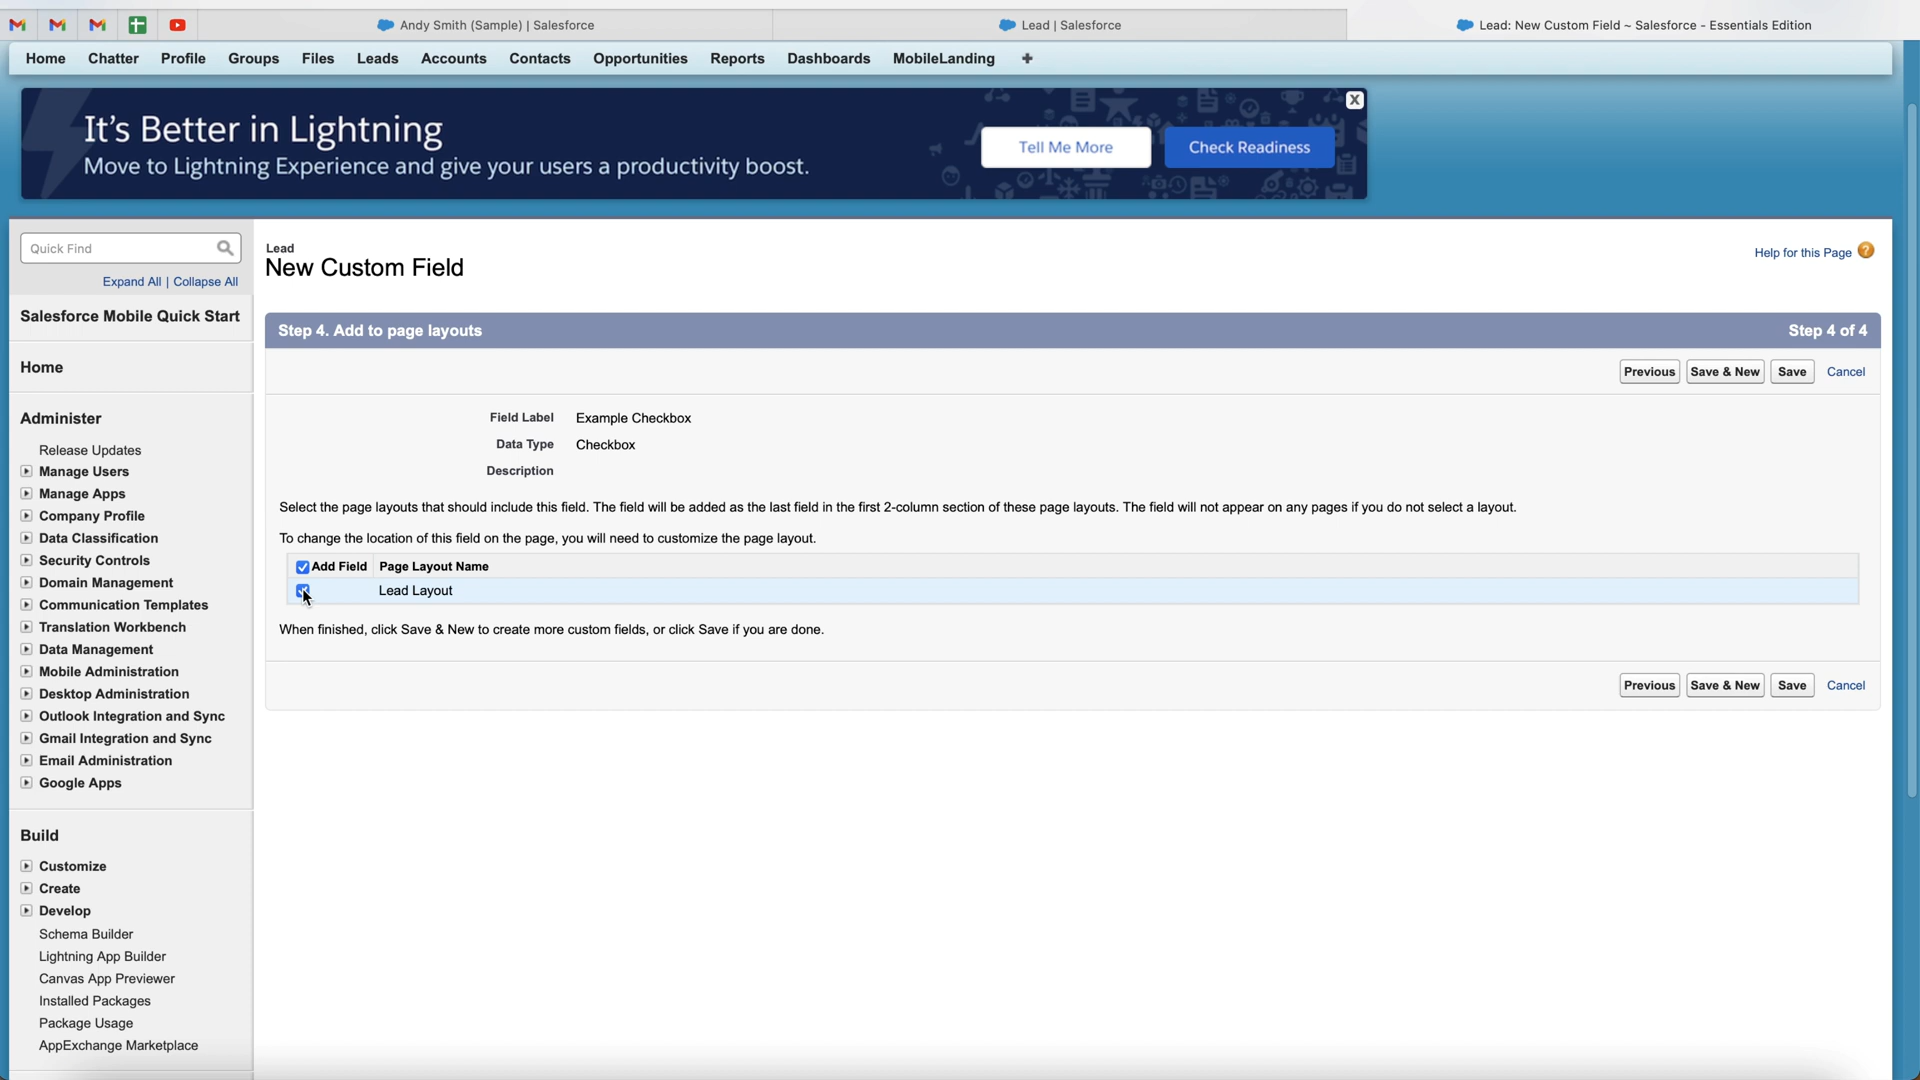 Andy Smith (Sample) | Salesforce
Lead | Salesforce
Lead: New Custom Field ~ Salesforce - Essentials Edition
Home Chatter Profile Groups Files Leads Accounts Contacts Opportunities Reports Dashboards MobileLanding +
It's Better in Lightning
Move to Lightning Experience and give your users a productivity boost.
Tell Me More
Check Readiness
X
Quick Find
Expand All | Collapse All
Salesforce Mobile Quick Start
Home
Administer
Release Updates
Manage Users
Manage Apps
Company Profile
Data Classification
Security Controls
Domain Management
Communication Templates
Translation Workbench
Data Management
Mobile Administration
Desktop Administration
Outlook Integration and Sync
Gmail Integration and Sync
Email Administration
Google Apps
Build
Customize
Create
Develop
Schema Builder
Lightning App Builder
Canvas App Previewer
Installed Packages
Package Usage
AppExchange Marketplace
Lead
New Custom Field
Help for this Page ?
Step 4. Add to page layouts Step 4 of 4
Previous Save & New Save Cancel
Field Label Example Checkbox
Data Type Checkbox
Description
Select the page layouts that should include this field. The field will be added as the last field in the first 2-column section of these page layouts. The field will not appear on any pages if you do not select a layout.
To change the location of this field on the page, you will need to customize the page layout.
Add Field Page Layout Name
Lead Layout
When finished, click Save & New to create more custom fields, or click Save if you are done.
Previous Save & New Save Cancel